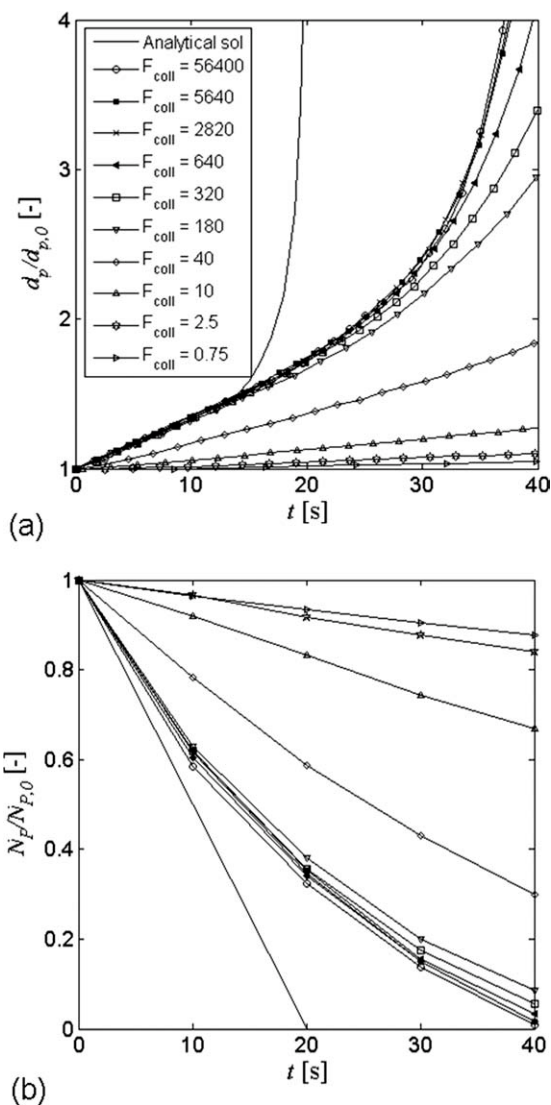 4
3
2
1
d_p/d_{p,0} [-]
Analytical sol
F_coll = 56400
F_coll = 5640
F_coll = 2820
F_coll = 640
F_coll = 320
F_coll = 180
F_coll = 40
F_coll = 10
F_coll = 2.5
F_coll = 0.75
0 10 20 30 40
t [s]
(a)
1
0.8
0.6
0.4
0.2
0
N_P/N_{P,0} [-]
0 10 20 30 40
t [s]
(b)